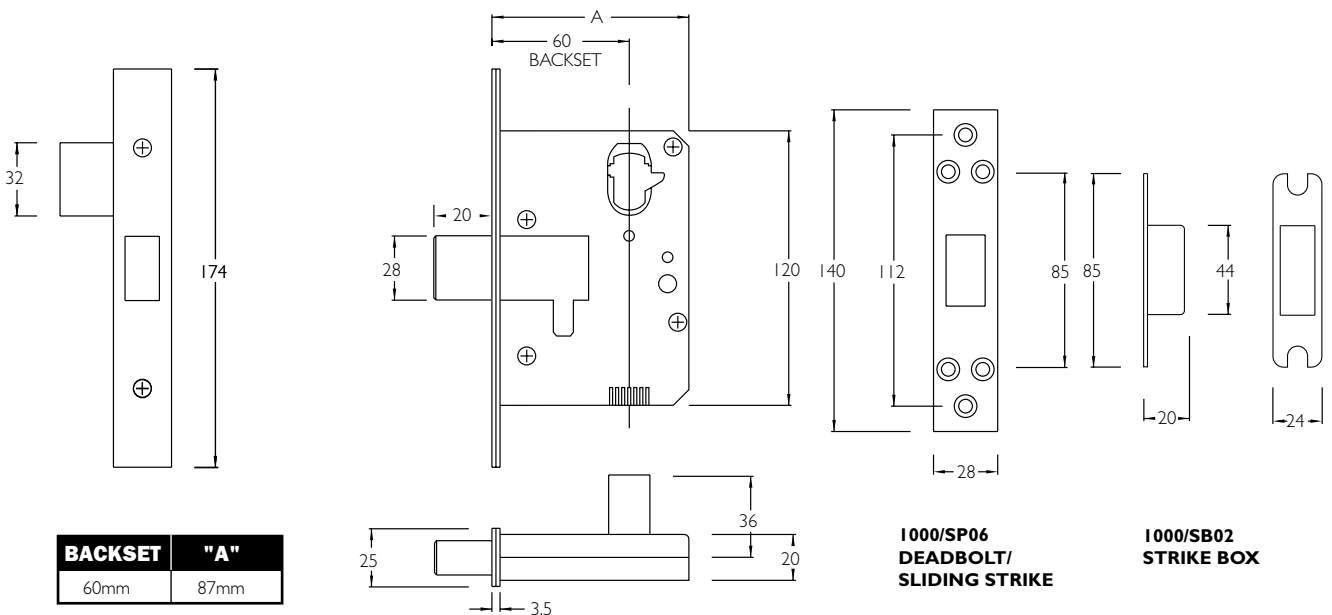 A
60
BACKSET
32
174
20
28
120
140
112
85
85
44
20
24
28
36
25
20
3.5
BACKSET "A"
60mm 87mm
1000/SP06
DEADBOLT/
SLIDING STRIKE
1000/SB02
STRIKE BOX